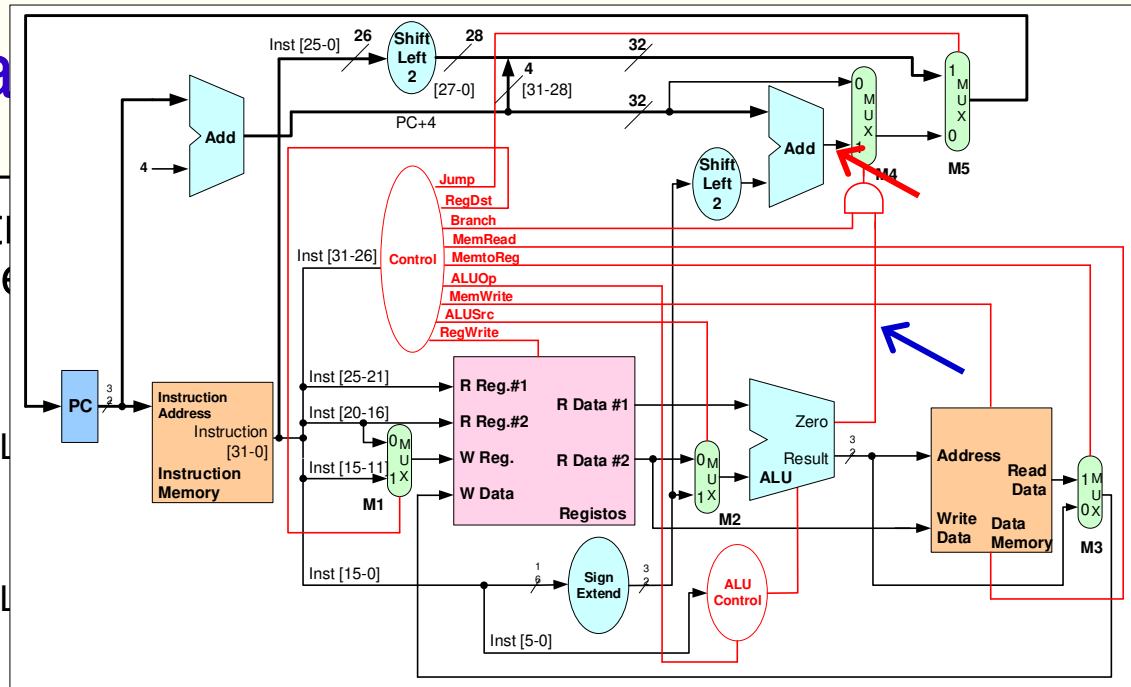 Inst [25-0]
26
Shift
Left
2
28
[27-0]
4
[31-28]
32
1
M
U
X
0
M5
Add
4
PC+4
32
Add
Shift
Left
2
0
M
U
X
1
M4
Control
Jump
RegDst
Branch
MemRead
MemtoReg
ALUOp
MemWrite
ALUSrc
RegWrite
Inst [31-26]
PC
32
Instruction
Address
Instruction
[31-0]
Instruction
Memory
Inst [25-21]
Inst [20-16]
Inst [15-11]
0
M
U
1
X
M1
R Reg.#1
R Reg.#2
W Reg.
W Data
R Data #1
R Data #2
Registos
0
M
U
1
X
M2
Zero
Result
ALU
32
Address
Read
Data
Write
Data
Data
Memory
1
M
U
0
X
M3
Inst [15-0]
16
Sign
Extend
32
ALU
Control
Inst [5-0]